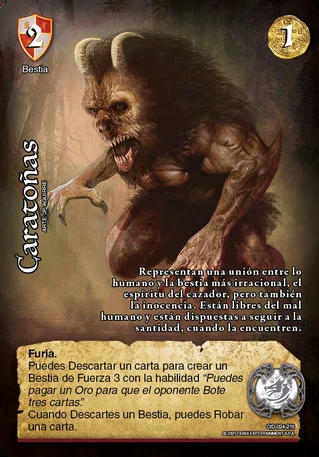 2
1
Bestia
Caratoñas
Representan una unión entre lo
humano y la bestia más irracional, el
espíritu del cazador, pero también
la inocencia. Están libres del mal
humano y están dispuestas a seguir a la
santidad, cuando la encuentren.
Furia.
Puedes Descartar un carta para crear un
Bestia de Fuerza 3 con la habilidad “Puedes
pagar un Oro para que el oponente Bote
tres cartas”.
Cuando Descartes un Bestia, puedes Robar
una carta.